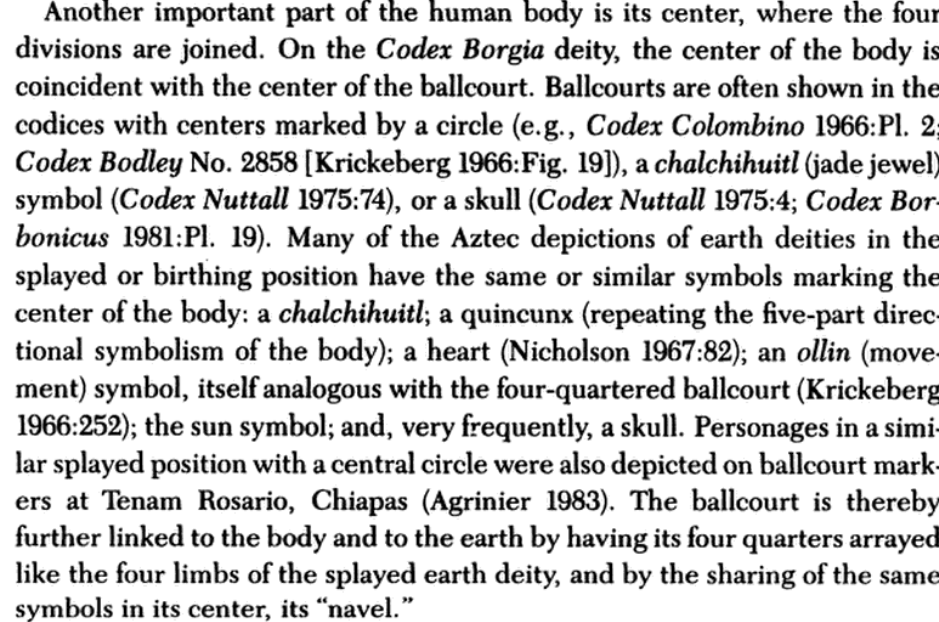 Another important part of the human body is its center, where the four
divisions are joined. On the Codex Borgia deity, the center of the body is
coincident with the center of the ballcourt. Ballcourts are often shown in the
codices with centers marked by a circle (e.g., Codex Colombino 1966:Pl. 2;
Codex Bodley No. 2858 [Krickeberg 1966:Fig. 19]), a chalchihuitl (jade jewel)
symbol (Codex Nuttall 1975:74), or a skull (Codex Nuttall 1975:4; Codex Bor-
bonicus 1981:Pl. 19). Many of the Aztec depictions of earth deities in the
splayed or birthing position have the same or similar symbols marking the
center of the body: a chalchihuitl; a quincunx (repeating the five-part direc-
tional symbolism of the body); a heart (Nicholson 1967:82); an ollin (move-
ment) symbol, itself analogous with the four-quartered ballcourt (Krickeberg
1966:252); the sun symbol; and, very frequently, a skull. Personages in a simi-
lar splayed position with a central circle were also depicted on ballcourt mark-
ers at Tenam Rosario, Chiapas (Agrinier 1983). The ballcourt is thereby
further linked to the body and to the earth by having its four quarters arrayed
like the four limbs of the splayed earth deity, and by the sharing of the same
symbols in its center, its “navel.”